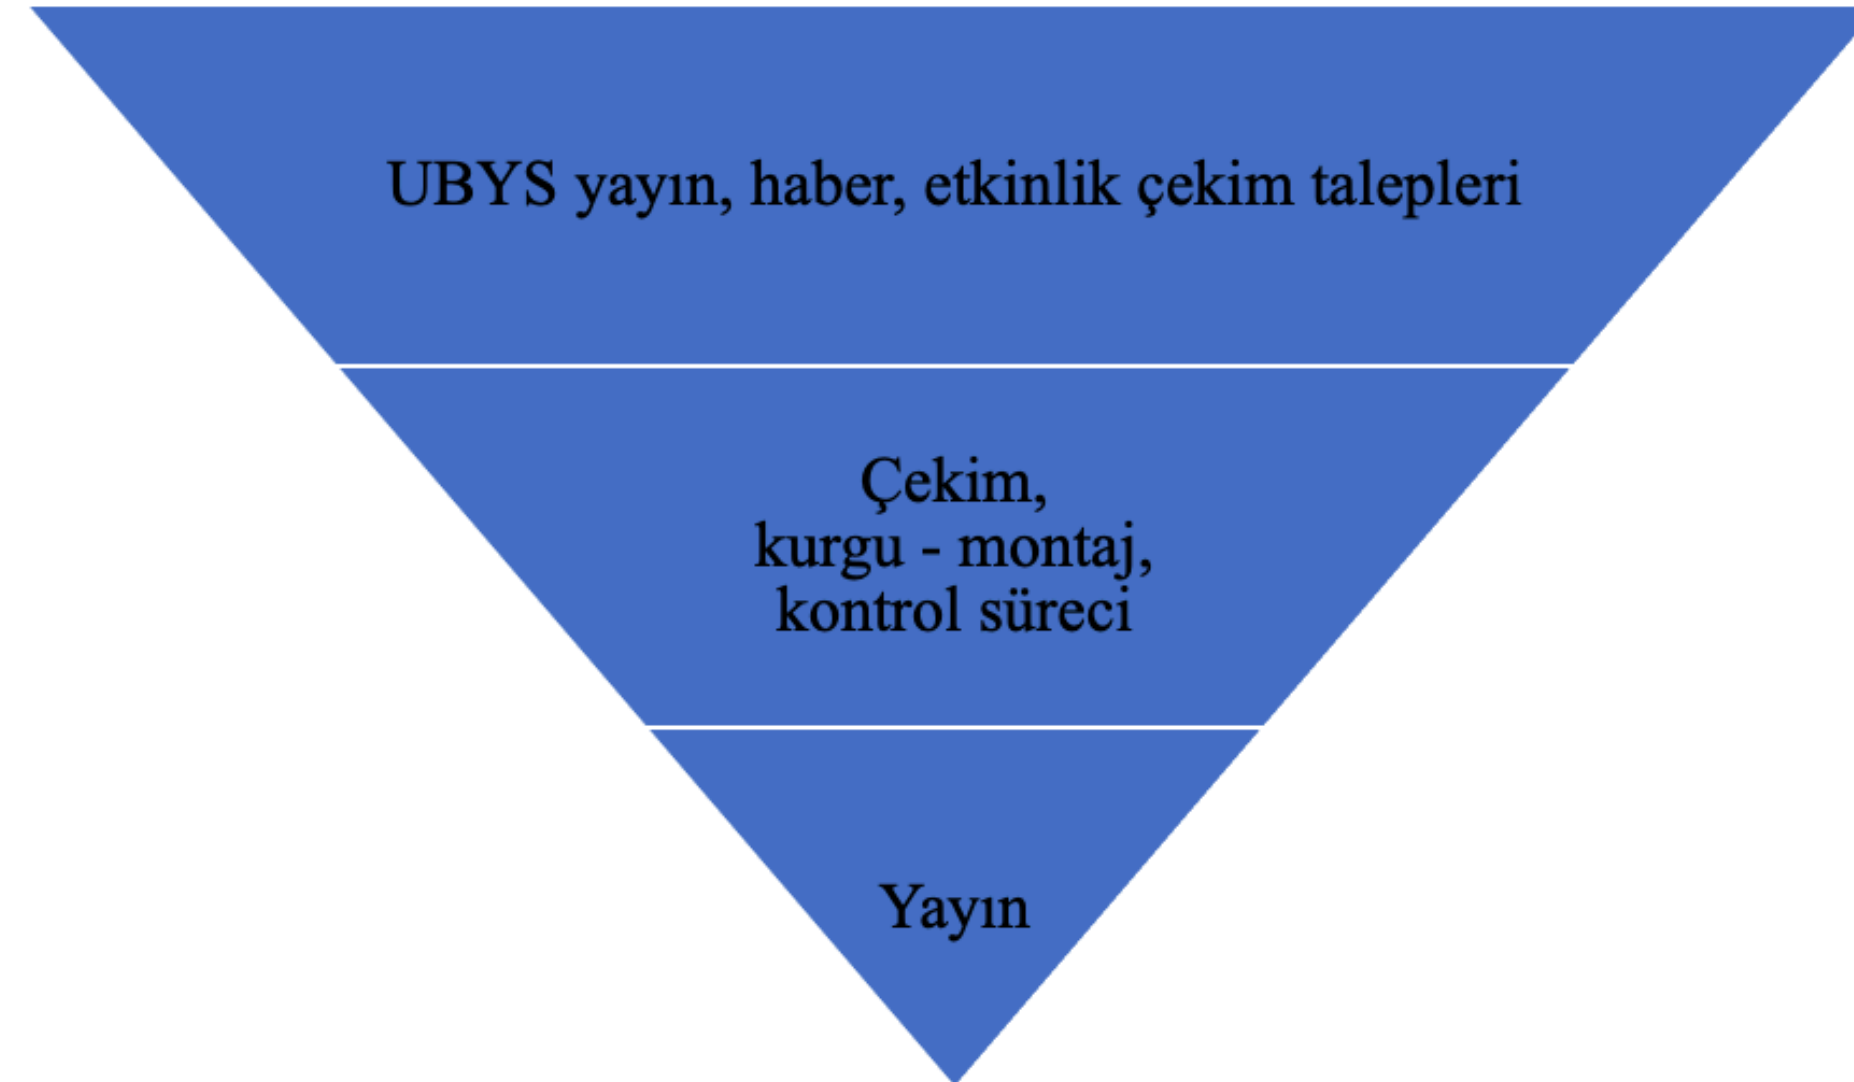 UBYS yayın, haber, etkinlik çekim talepleri
Çekim,
kurgu - montaj,
kontrol süreci
Yayın